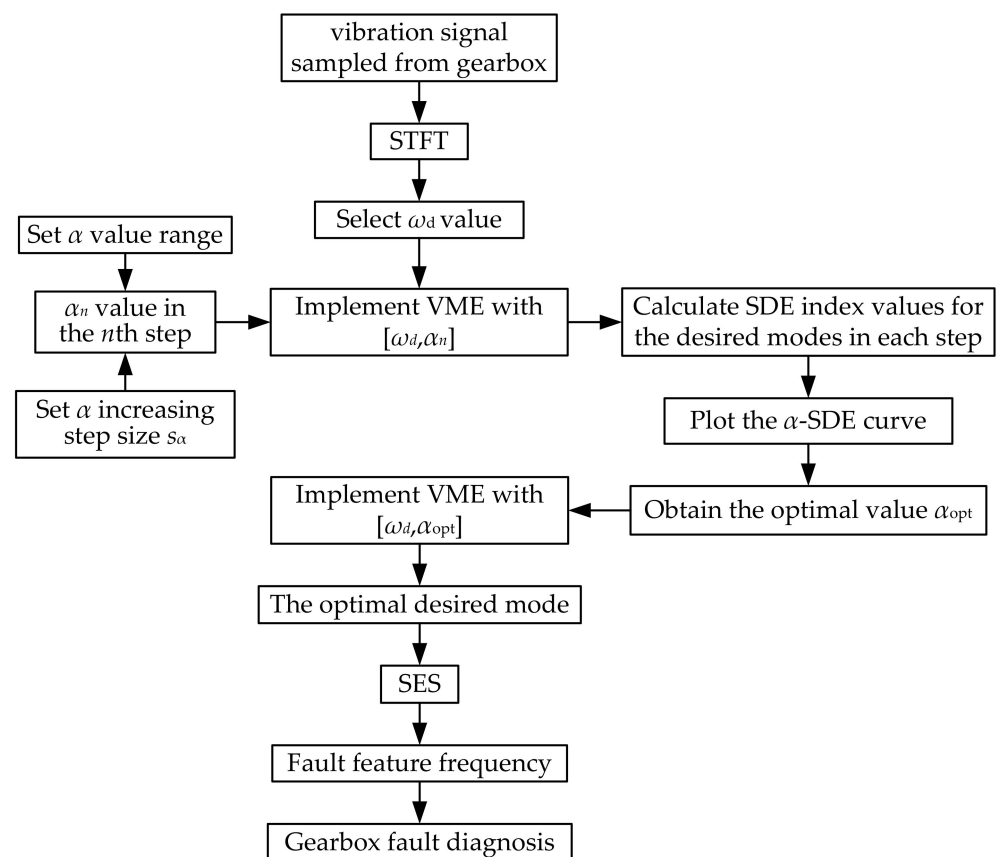 vibration signal
sampled from gearbox
STFT
Select ωd value
Set α value range
αn value in
the nth step
Set α increasing
step size sα
Implement VME with
[ωd,αn]
Calculate SDE index values for
the desired modes in each step
Plot the α-SDE curve
Obtain the optimal value αopt
Implement VME with
[ωd,αopt]
The optimal desired mode
SES
Fault feature frequency
Gearbox fault diagnosis